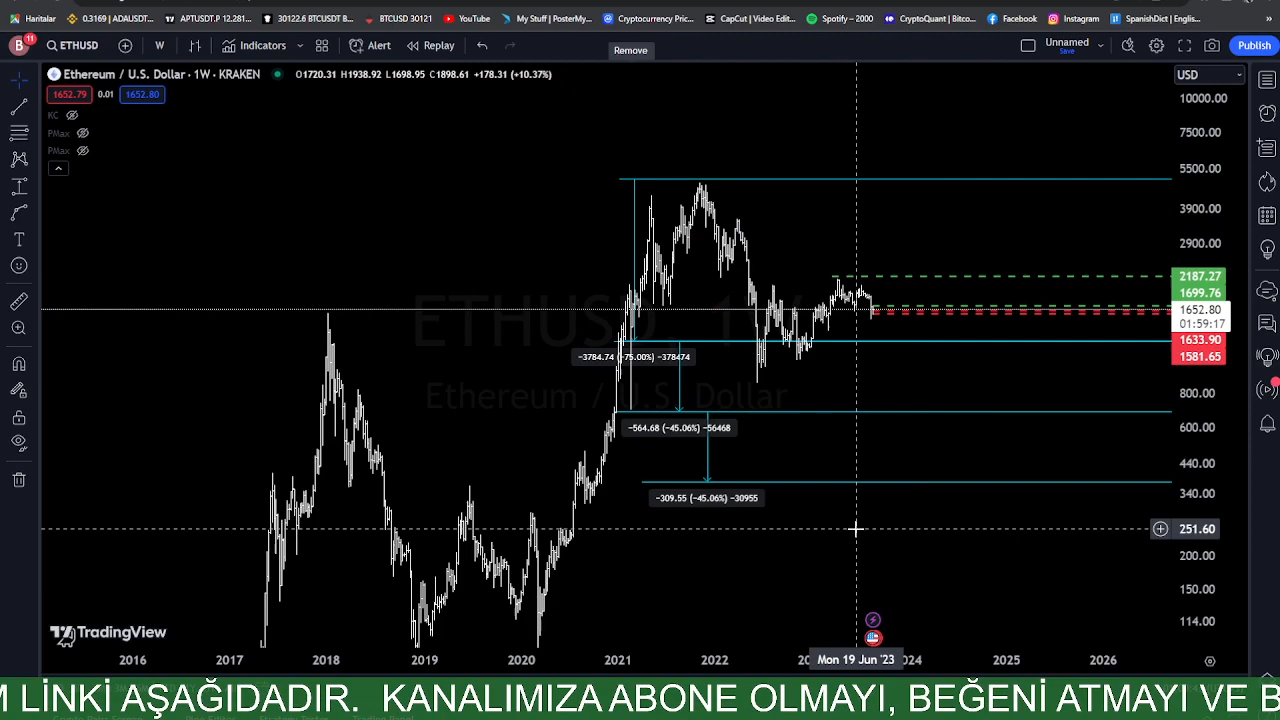 Haritalar
0.3169 | ADAUSDT...
APTUSDT.P 12.281...
30122.6 BTCUSDT B...
BTCUSD 30121
YouTube
My Stuff | PosterMy...
Cryptocurrency Pric...
CapCut | Video Edit...
Spotify – 2000
CryptoQuant | Bitco...
Facebook
Instagram
SpanishDict | Englis...
B
11
ETHUSD
W
Indicators
Alert
Replay
Remove
Unnamed
Save
Publish
Ethereum / U.S. Dollar · 1W · KRAKEN
O1720.31 H1938.92 L1698.95 C1898.61 +178.31 (+10.37%)
USD
1652.79
0.01
1652.80
KC
PMax
PMax
10000.00
7500.00
5500.00
3900.00
2900.00
2187.27
1699.76
1652.80
01:59:17
1633.90
1581.65
800.00
600.00
440.00
340.00
251.60
200.00
150.00
114.00
ETHUSD, 1W
Ethereum / U.S. Dollar
−3784.74 (−75.00%) −378474
−564.68 (−45.06%) −56468
−309.55 (−45.06%) −30955
TradingView
2016
2017
2018
2019
2020
2021
2022
Mon 19 Jun '23
024
2025
2026
M LİNKİ AŞAĞIDADIR. KANALIMIZA ABONE OLMAYI, BEĞENİ ATMAYI VE B